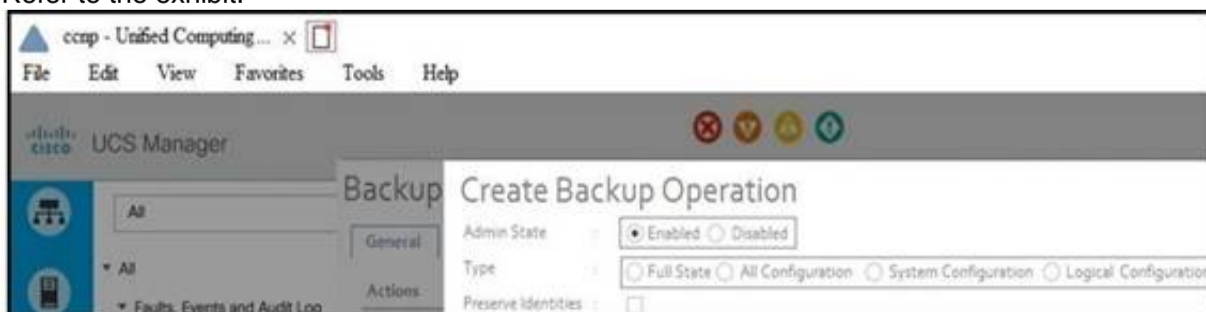 Refer to the exhibit.
ccnp - Unified Computing... ×
File Edit View Favorites Tools Help
cisco UCS Manager
Backup
Create Backup Operation
All
General
Admin State : Enabled Disabled
All
Type : Full State All Configuration System Configuration Logical Configuration
Actions
Faults, Events and Audit Log
Preserve Identities :